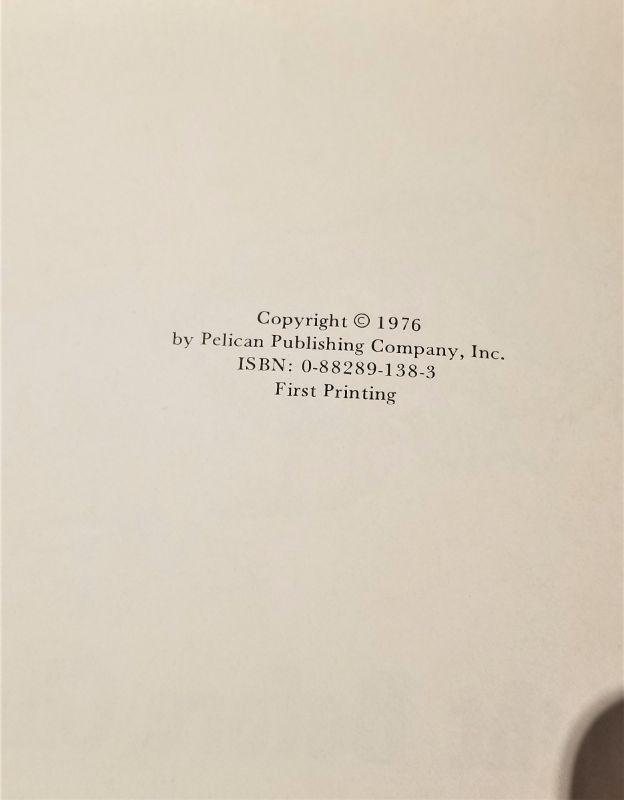 Copyright © 1976
by Pelican Publishing Company, Inc.
ISBN: 0-88289-138-3
First Printing